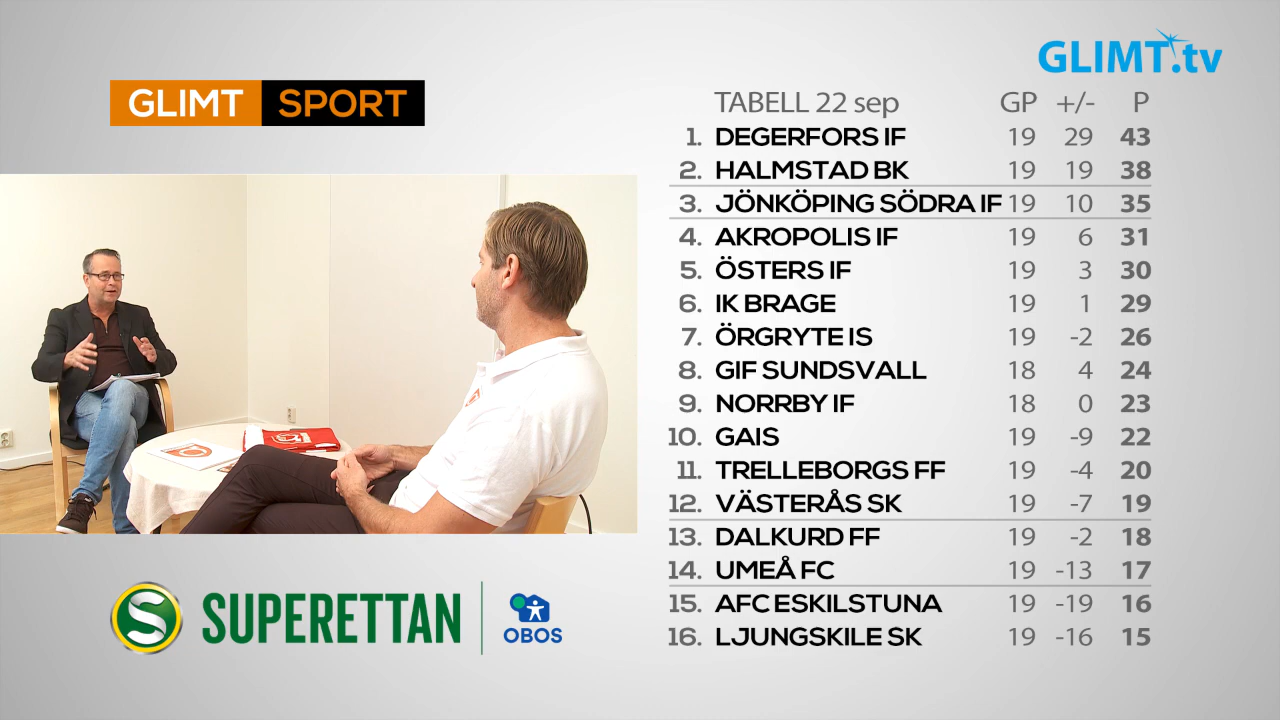 GLIMT.tv
GLIMT SPORT
TABELL 22 sep GP +/- P
1. DEGERFORS IF 19 29 43
2. HALMSTAD BK 19 19 38
3. JÖNKÖPING SÖDRA IF 19 10 35
4. AKROPOLIS IF 19 6 31
5. ÖSTERS IF 19 3 30
6. IK BRAGE 19 1 29
7. ÖRGRYTE IS 19 -2 26
8. GIF SUNDSVALL 18 4 24
9. NORRBY IF 18 0 23
10. GAIS 19 -9 22
11. TRELLEBORGS FF 19 -4 20
12. VÄSTERÅS SK 19 -7 19
13. DALKURD FF 19 -2 18
14. UMEÅ FC 19 -13 17
15. AFC ESKILSTUNA 19 -19 16
16. LJUNGSKILE SK 19 -16 15
S SUPERETTAN
OBOS